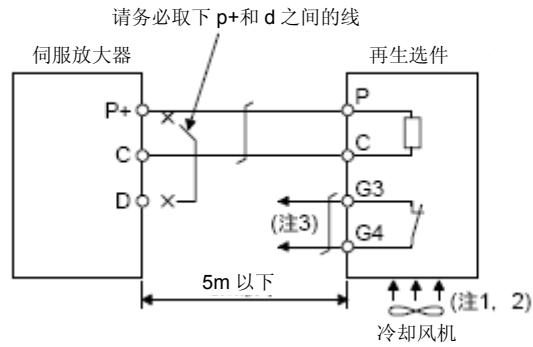 请务必取下 p+和 d 之间的线
伺服放大器
再生选件
P+
P
C
C
D
G3
(注3)
G4
5m 以下
(注1，2)
冷却风机